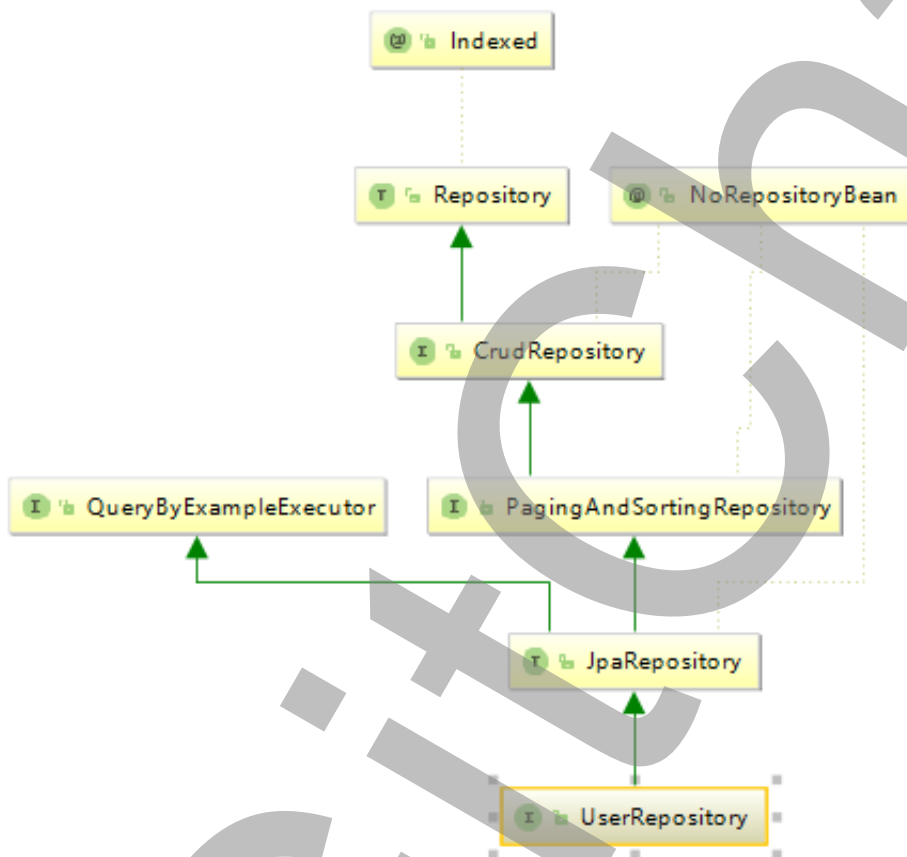 Indexed
Repository
NoRepositoryBean
CrudRepository
QueryByExampleExecutor
PagingAndSortingRepository
JpaRepository
UserRepository